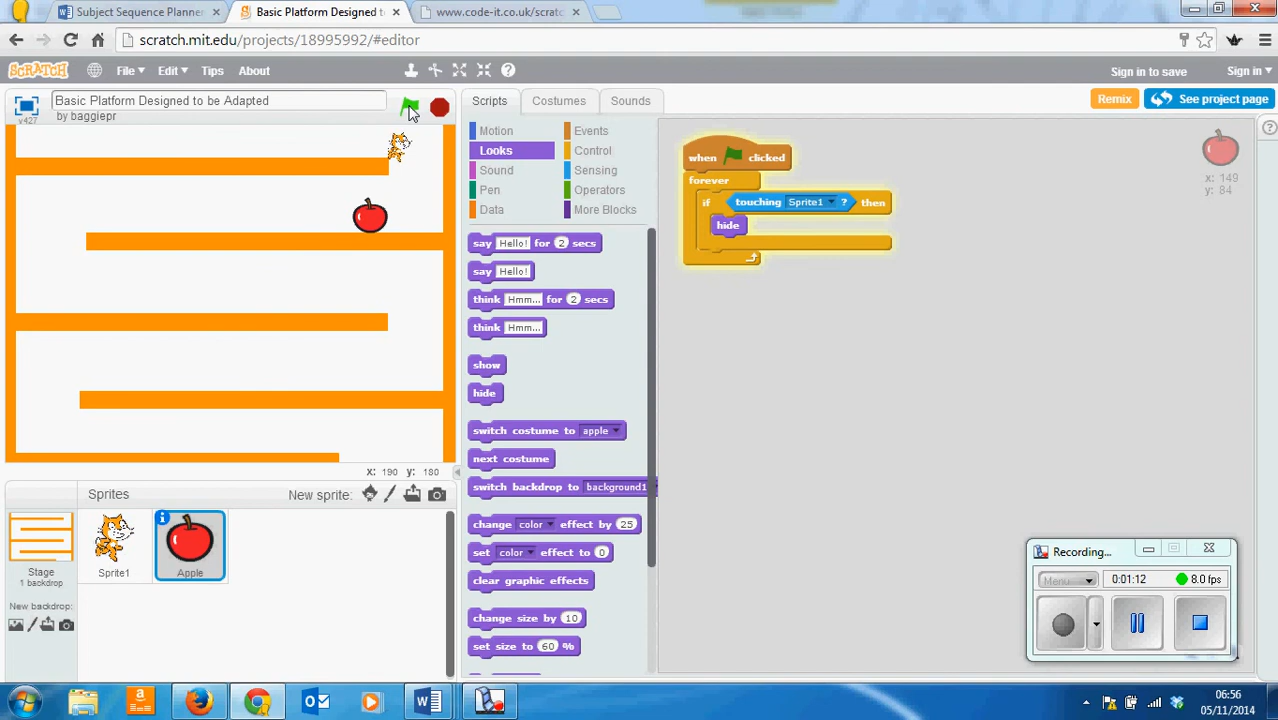 Subject Sequence Planner × Basic Platform Designed to × www.code-it.co.uk/scratc ×
scratch.mit.edu/projects/18995992/#editor
SCRATCH File Edit Tips About Sign in to save Sign in
Basic Platform Designed to be Adapted
by baggiepr
v427
Scripts Costumes Sounds
Remix See project page
Motion Events
Looks Control
Sound Sensing
Pen Operators
Data More Blocks
say Hello! for 2 secs
say Hello!
think Hmm... for 2 secs
think Hmm...
show
hide
switch costume to apple
next costume
switch backdrop to background1
change color effect by 25
set color effect to 0
clear graphic effects
change size by 10
set size to 60 %
when clicked
forever
if touching Sprite1 ? then
hide
x: 149
y: 84
x: 190 y: 180
Sprites New sprite:
Stage
1 backdrop
Sprite1
Apple
New backdrop:
Recording...
Menu 0:01:12 8.0 fps
06:56
05/11/2014